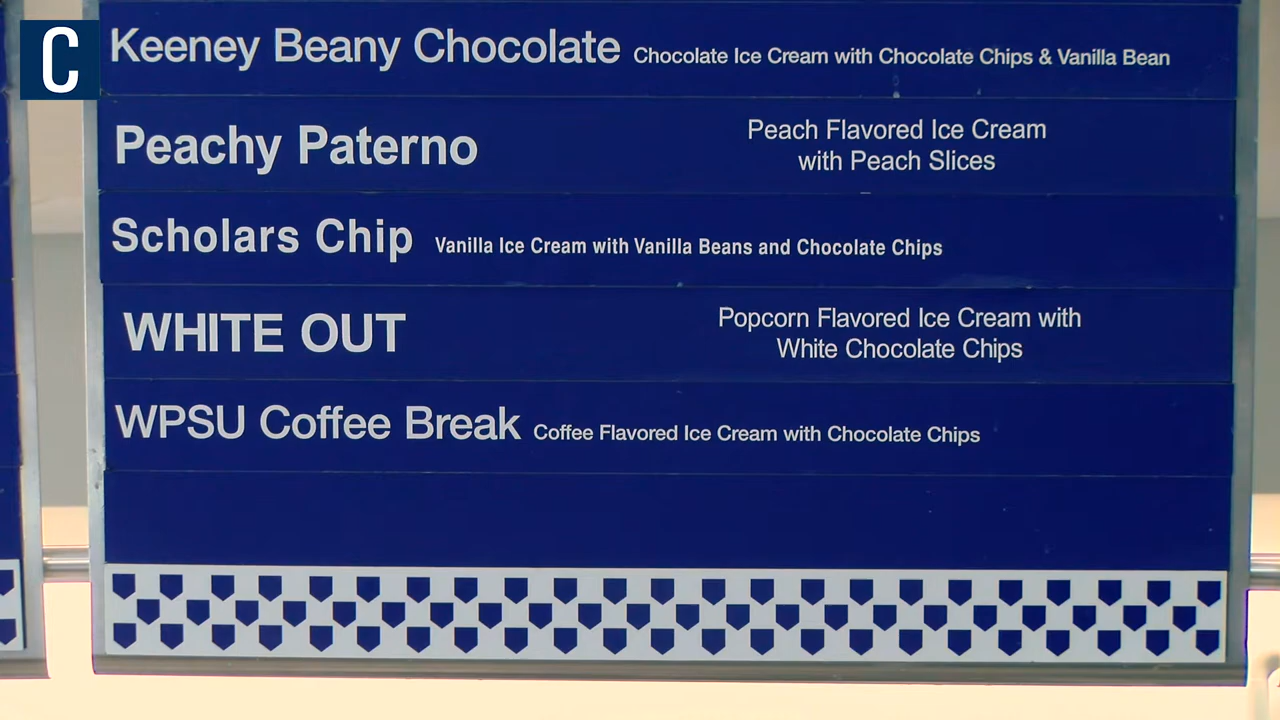 C
Keeney Beany Chocolate Chocolate Ice Cream with Chocolate Chips & Vanilla Bean
Peachy Paterno
Peach Flavored Ice Cream
with Peach Slices
Scholars Chip Vanilla Ice Cream with Vanilla Beans and Chocolate Chips
WHITE OUT
Popcorn Flavored Ice Cream with
White Chocolate Chips
WPSU Coffee Break Coffee Flavored Ice Cream with Chocolate Chips